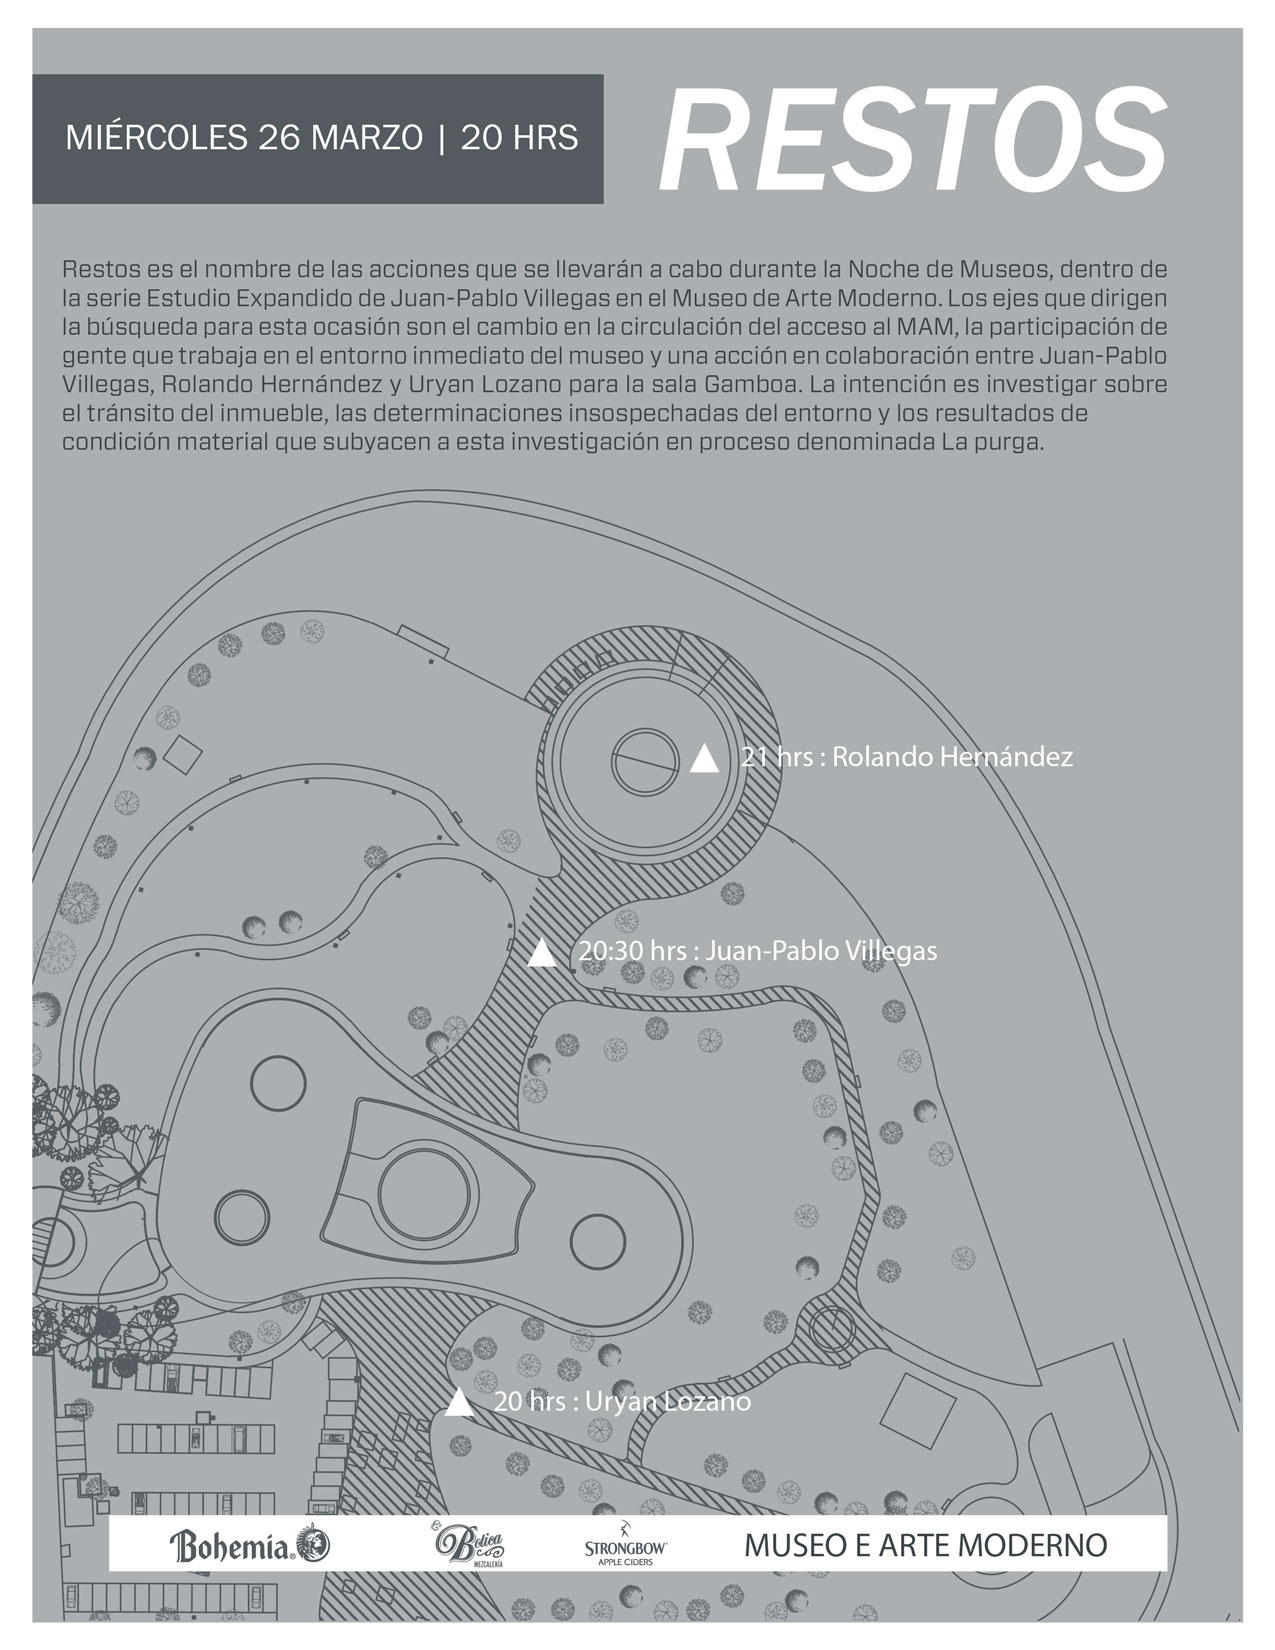 MIÉRCOLES 26 MARZO | 20 HRS
RESTOS
Restos es el nombre de las acciones que se llevarán a cabo durante la Noche de Museos, dentro de
la serie Estudio Expandido de Juan-Pablo Villegas en el Museo de Arte Moderno. Los ejes que dirigen
la búsqueda para esta ocasión son el cambio en la circulación del acceso al MAM, la participación de
gente que trabaja en el entorno inmediato del museo y una acción en colaboración entre Juan-Pablo
Villegas, Rolando Hernández y Uryan Lozano para la sala Gamboa. La intención es investigar sobre
el tránsito del inmueble, las determinaciones insospechadas del entorno y los resultados de
condición material que subyacen a esta investigación en proceso denominada La purga.
21 hrs : Rolando Hernández
20:30 hrs : Juan-Pablo Villegas
20 hrs : Uryan Lozano
Bohemía®
Botica
MEZCALERÍA
STRONGBOW
APPLE CIDERS
MUSEO E ARTE MODERNO